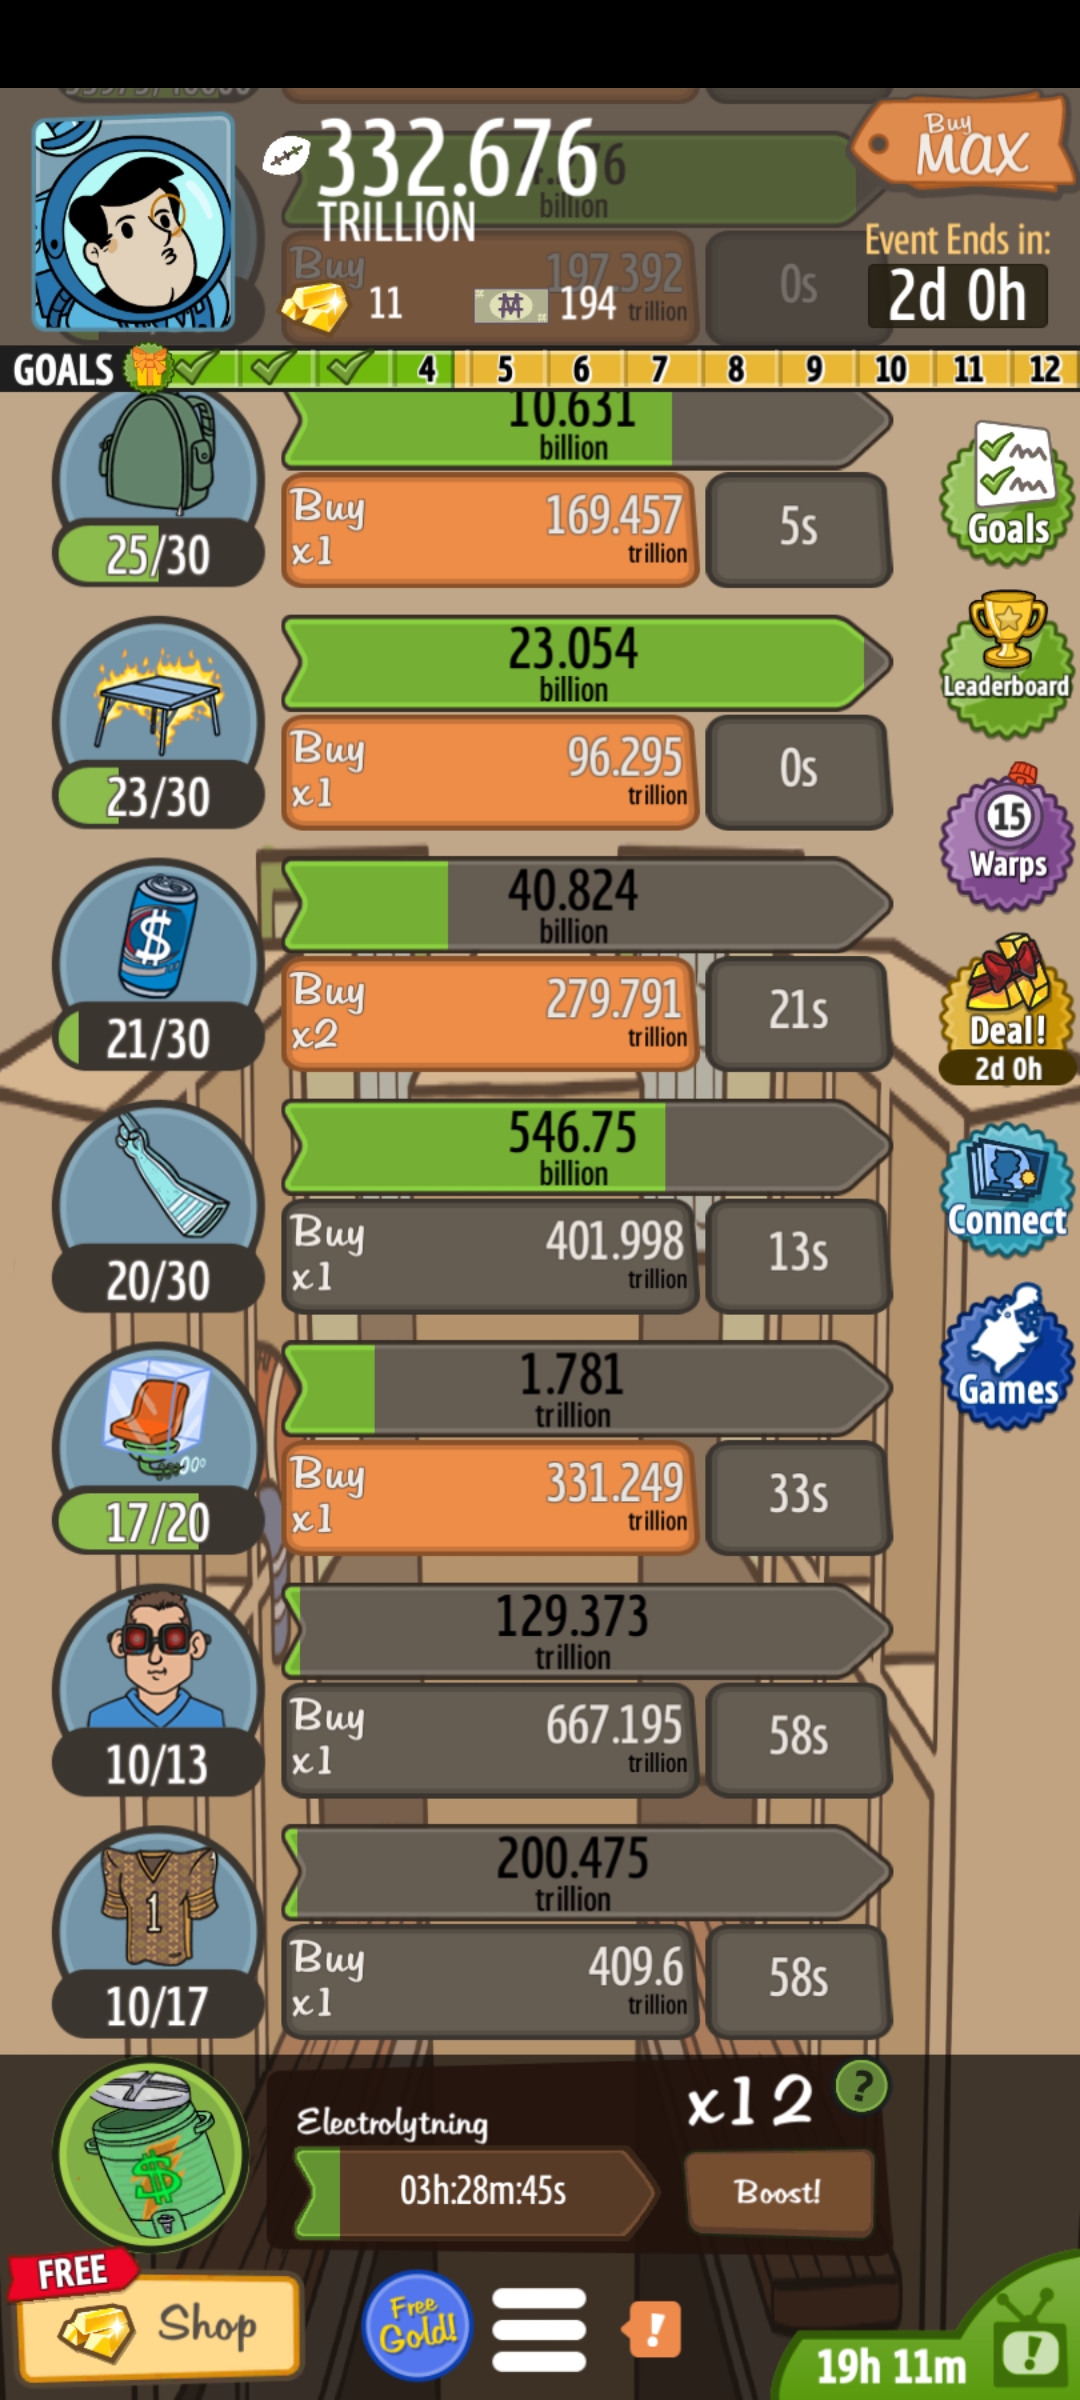 332.676
TRILLION
Buy
MAX
billion
Event Ends in:
2d 0h
Buy
197.392
trillion
0s
11
194
GOALS
4
5
6
7
8
9
10
11
12
10.631
billion
Buy
x1
169.457
trillion
5s
25/30
Goals
23.054
billion
Buy
x1
96.295
trillion
0s
23/30
Leaderboard
15
Warps
40.824
billion
$
Buy
x2
279.791
trillion
21s
21/30
Deal!
2d 0h
546.75
billion
Buy
x1
401.998
trillion
13s
20/30
Connect
1.781
trillion
Buy
x1
331.249
trillion
33s
17/20
Games
129.373
trillion
Buy
x1
667.195
trillion
58s
10/13
200.475
trillion
1
Buy
x1
409.6
trillion
58s
10/17
x12
?
Electrolytning
03h:28m:45s
Boost!
$
FREE
Shop
Free
Gold!
!
19h 11m
!